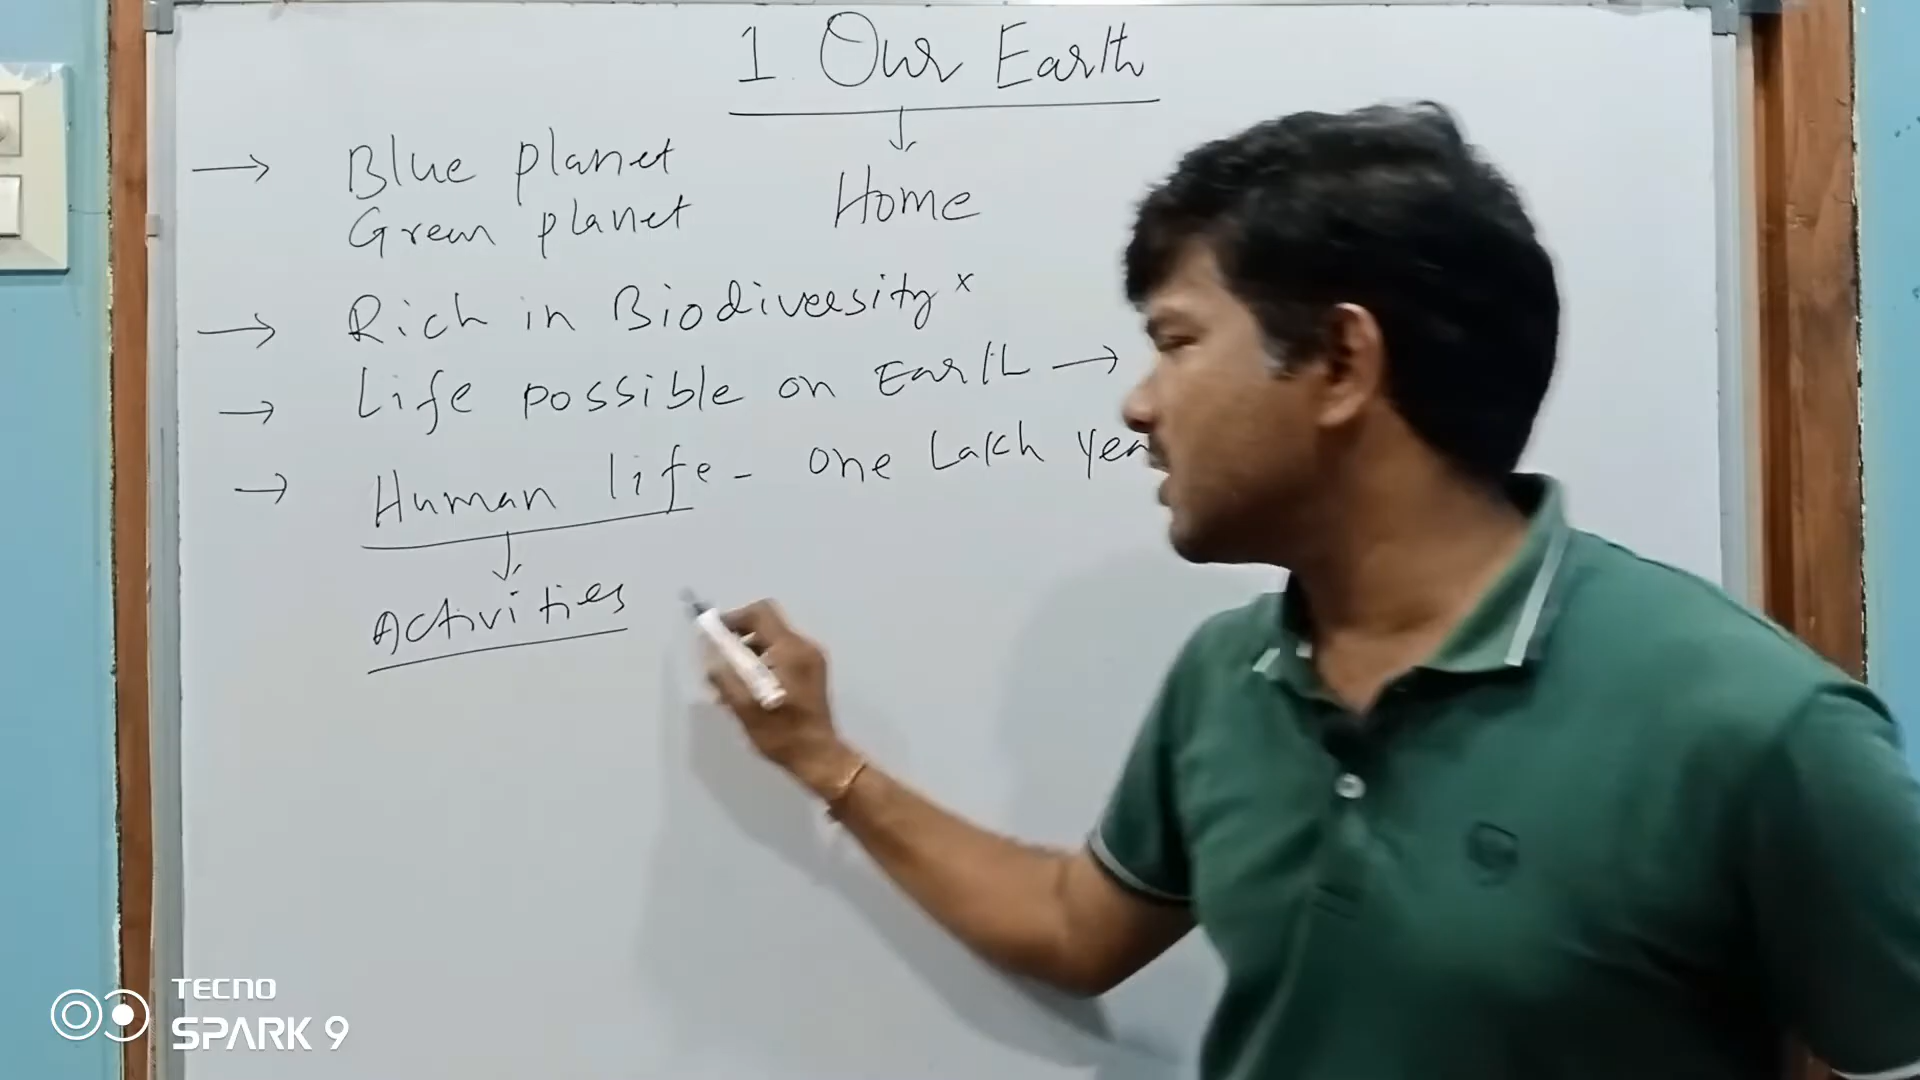 1. Our Earth
→ Blue planet
Green planet
Home
→ Rich in Biodiversity x
→ Life possible on Earth →
→ Human life - One Lakh
Activities
TECNO
SPARK 9